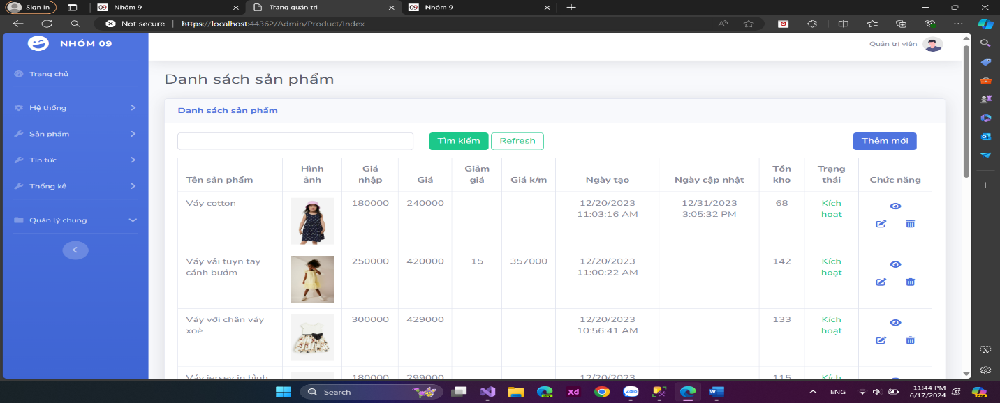 Sign in
09 Nhóm 9
Trang quản trị
09 Nhóm 9
Not secure | https://localhost:44362/Admin/Product/Index
NHÓM 09
Quản trị viên
Trang chủ
Hệ thống
Sản phẩm
Tin tức
Thống kê
Quản lý chung
Danh sách sản phẩm
Danh sách sản phẩm
Tìm kiếm Refresh Thêm mới
Tên sản phẩm Hình ảnh Giá nhập Giá Giảm giá Giá k/m Ngày tạo Ngày cập nhật Tồn kho Trạng thái Chức năng
Váy cotton 180000 240000 12/20/2023 11:03:16 AM 12/31/2023 3:05:32 PM 68 Kích hoạt
Váy vải tuyn tay cánh bướm 250000 420000 15 357000 12/20/2023 11:00:22 AM 142 Kích hoạt
Váy với chân váy xoè 300000 429000 12/20/2023 10:56:41 AM 133 Kích hoạt
Váy jersey in hình 180000 299000 12/20/2023 115 Kích
Search
Xd
Zalo
ENG
11:44 PM
6/17/2024